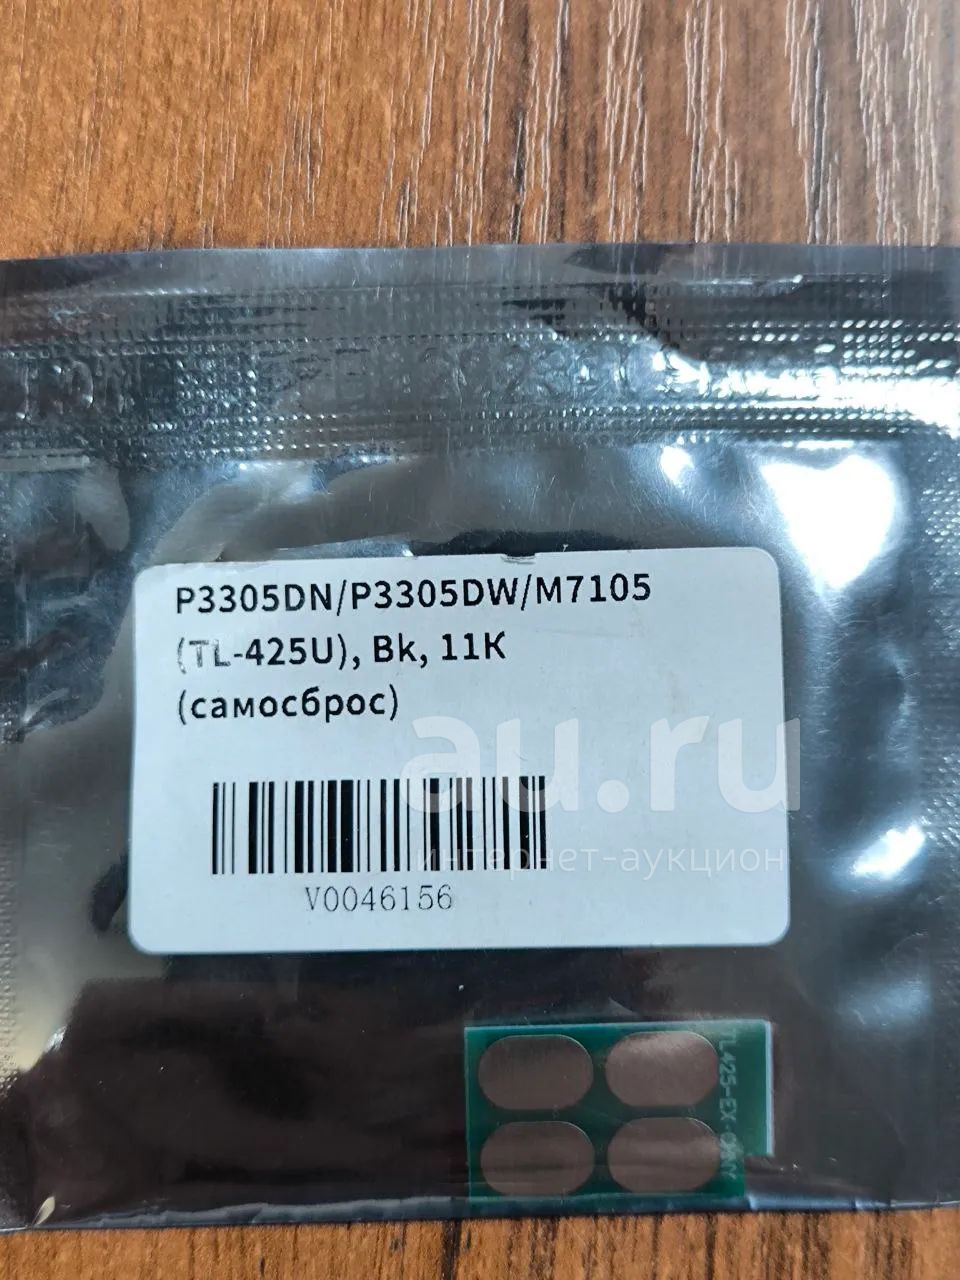 P3305DN/P3305DW/M7105
(TL-425U), Bk, 11K
(самосброс)
au.ru
интернет-аукцион
V0046156